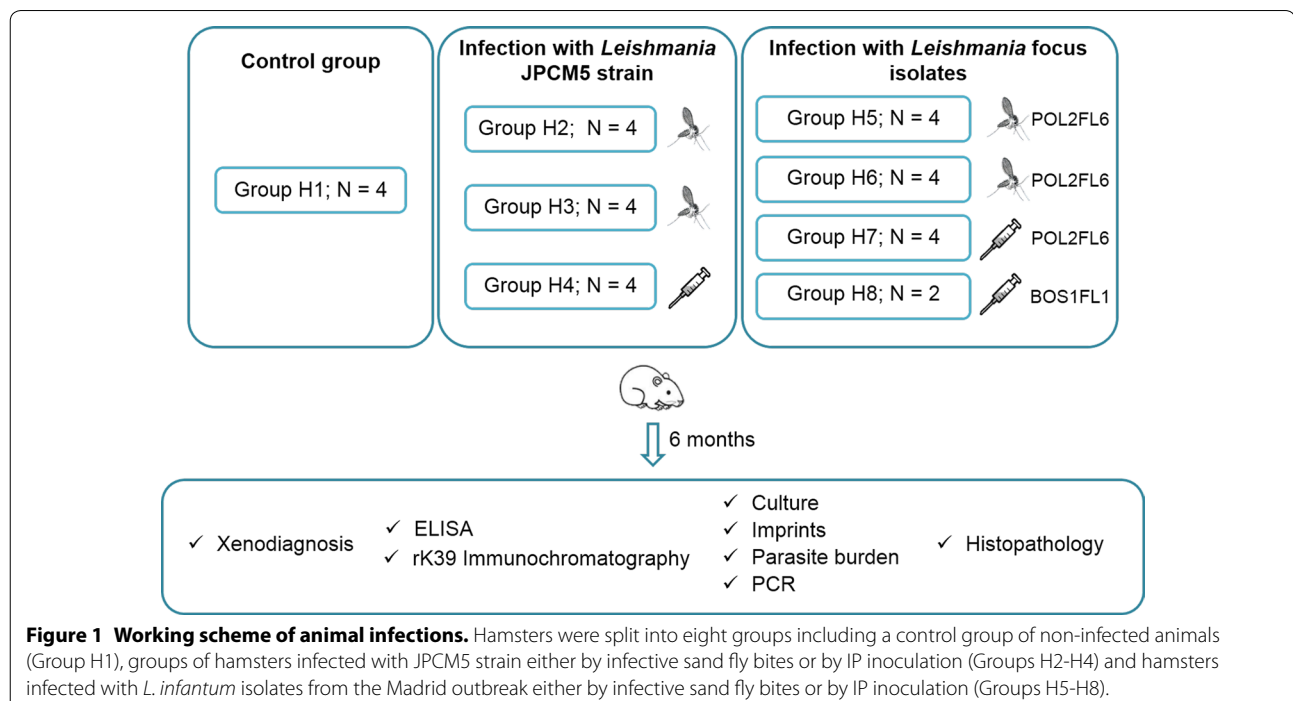 Control group
Group H1; N = 4
Infection with Leishmania
JPCM5 strain
Group H2; N = 4
Group H3; N = 4
Group H4; N = 4
Infection with Leishmania focus
isolates
Group H5; N = 4 POL2FL6
Group H6; N = 4 POL2FL6
Group H7; N = 4 POL2FL6
Group H8; N = 2 BOS1FL1
6 months
✓ Xenodiagnosis
✓ ELISA
✓ rK39 Immunochromatography
✓ Culture
✓ Imprints
✓ Parasite burden
✓ PCR
✓ Histopathology
Figure 1 Working scheme of animal infections. Hamsters were split into eight groups including a control group of non-infected animals
(Group H1), groups of hamsters infected with JPCM5 strain either by infective sand fly bites or by IP inoculation (Groups H2-H4) and hamsters
infected with L. infantum isolates from the Madrid outbreak either by infective sand fly bites or by IP inoculation (Groups H5-H8).